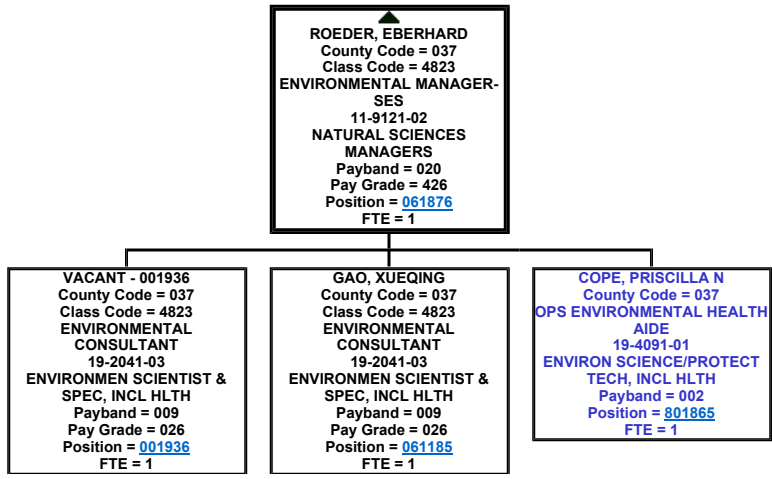 ROEDER, EBERHARD
County Code = 037
Class Code = 4823
ENVIRONMENTAL MANAGER-
SES
11-9121-02
NATURAL SCIENCES
MANAGERS
Payband = 020
Pay Grade = 426
Position = 061876
FTE = 1
VACANT - 001936
County Code = 037
Class Code = 4823
ENVIRONMENTAL
CONSULTANT
19-2041-03
ENVIRONMEN SCIENTIST &
SPEC, INCL HLTH
Payband = 009
Pay Grade = 026
Position = 001936
FTE = 1
GAO, XUEQING
County Code = 037
Class Code = 4823
ENVIRONMENTAL
CONSULTANT
19-2041-03
ENVIRONMEN SCIENTIST &
SPEC, INCL HLTH
Payband = 009
Pay Grade = 026
Position = 061185
FTE = 1
COPE, PRISCILLA N
County Code = 037
OPS ENVIRONMENTAL HEALTH
AIDE
19-4091-01
ENVIRON SCIENCE/PROTECT
TECH, INCL HLTH
Payband = 002
Position = 801865
FTE = 1